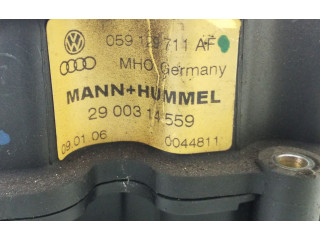 059 129 711 AF
MHO Germany
MANN+HUMMEL
29 003 14 559
09.01.06 0044811